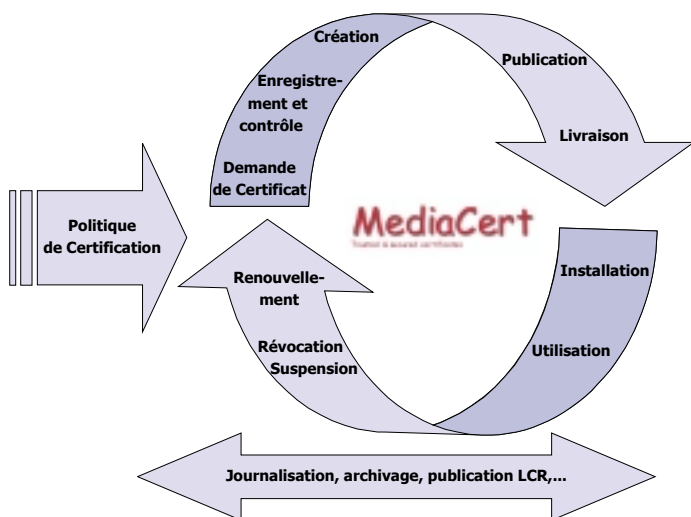 Création
Publication
Enregistre-
ment et
contrôle
Livraison
Demande
de Certificat
Politique
de Certification
MediaCert
Installation
Renouvelle-
ment
Utilisation
Révocation
Suspension
Journalisation, archivage, publication LCR,...